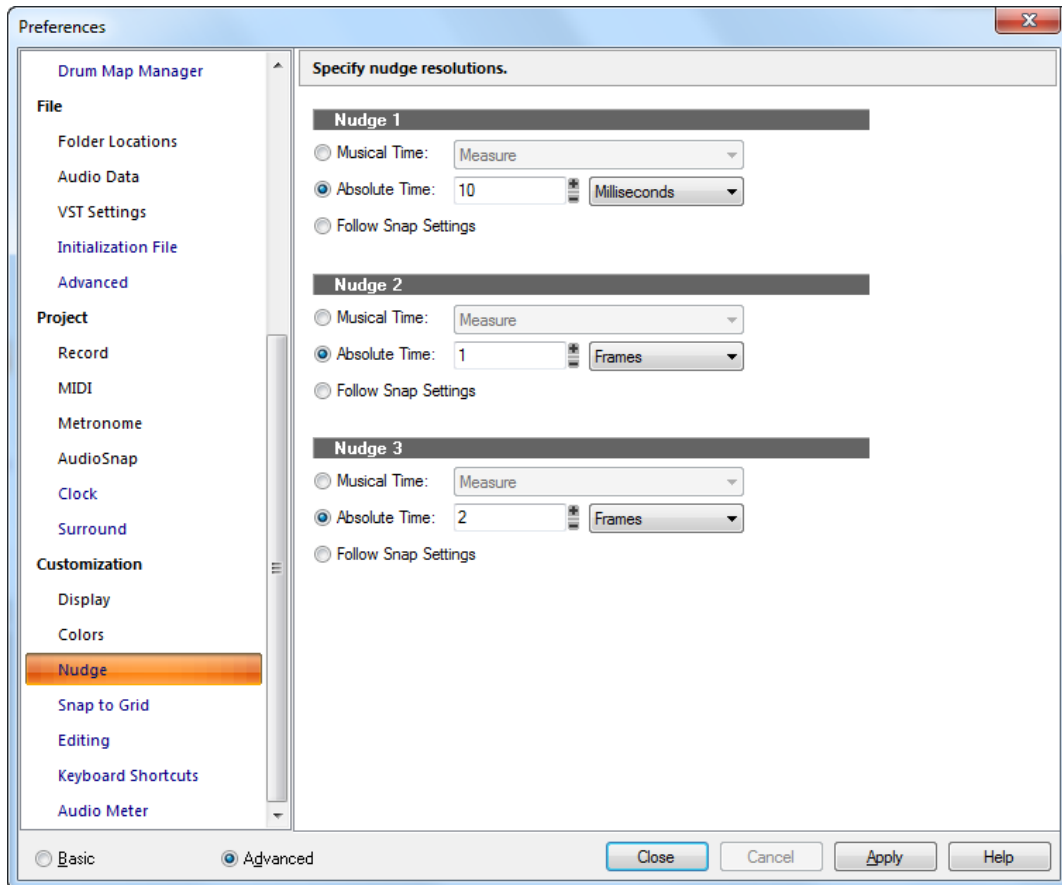 Preferences
Drum Map Manager
File
Folder Locations
Audio Data
VST Settings
Initialization File
Advanced
Project
Record
MIDI
Metronome
AudioSnap
Clock
Surround
Customization
Display
Colors
Nudge
Snap to Grid
Editing
Keyboard Shortcuts
Audio Meter
Specify nudge resolutions.
Nudge 1
Musical Time: Measure
Absolute Time: 10 Milliseconds
Follow Snap Settings
Nudge 2
Musical Time: Measure
Absolute Time: 1 Frames
Follow Snap Settings
Nudge 3
Musical Time: Measure
Absolute Time: 2 Frames
Follow Snap Settings
Basic Advanced Close Cancel Apply Help